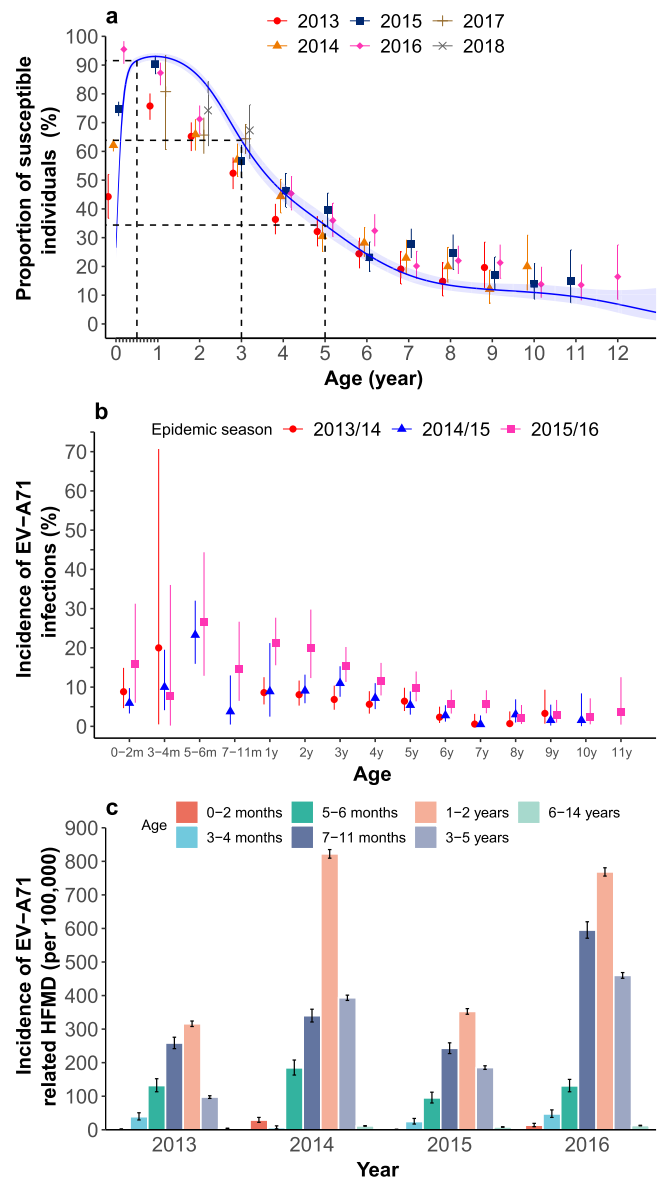 a
2013 2015 2017
2014 2016 2018
Proportion of susceptible
individuals (%)
100
90
80
70
60
50
40
30
20
10
0
0 1 2 3 4 5 6 7 8 9 10 11 12
Age (year)
b
Epidemic season 2013/14 2014/15 2015/16
Incidence of EV−A71
infections (%)
70
60
50
40
30
20
10
0
0−2m 3−4m 5−6m 7−11m 1y 2y 3y 4y 5y 6y 7y 8y 9y 10y 11y
Age
c
Age
0−2 months 5−6 months 1−2 years 6−14 years
3−4 months 7−11 months 3−5 years
Incidence of EV−A71
related HFMD (per 100,000)
900
800
700
600
500
400
300
200
100
0
2013 2014 2015 2016
Year